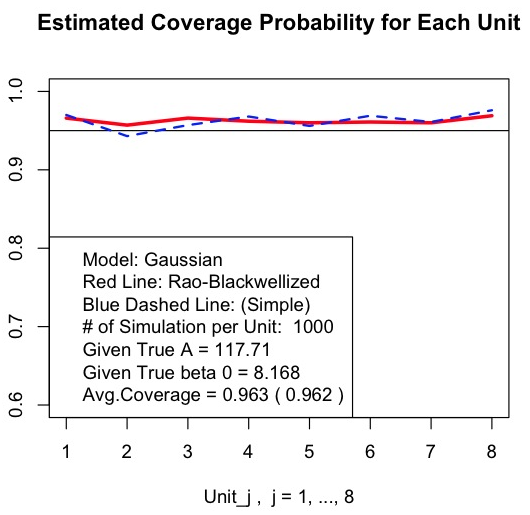 Estimated Coverage Probability for Each Unit
1.0
0.9
0.8
0.7
0.6
Model: Gaussian
Red Line: Rao-Blackwellized
Blue Dashed Line: (Simple)
# of Simulation per Unit:  1000
Given True A = 117.71
Given True beta 0 = 8.168
Avg.Coverage = 0.963 ( 0.962 )
1 2 3 4 5 6 7 8
Unit_j ,  j = 1, ..., 8